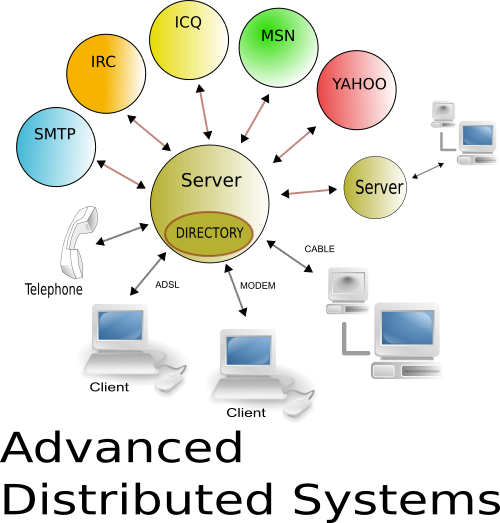 ICQ
MSN
IRC
YAHOO
SMTP
Server
Server
DIRECTORY
CABLE
Telephone
ADSL
MODEM
Client
Client
Advanced
Distributed Systems